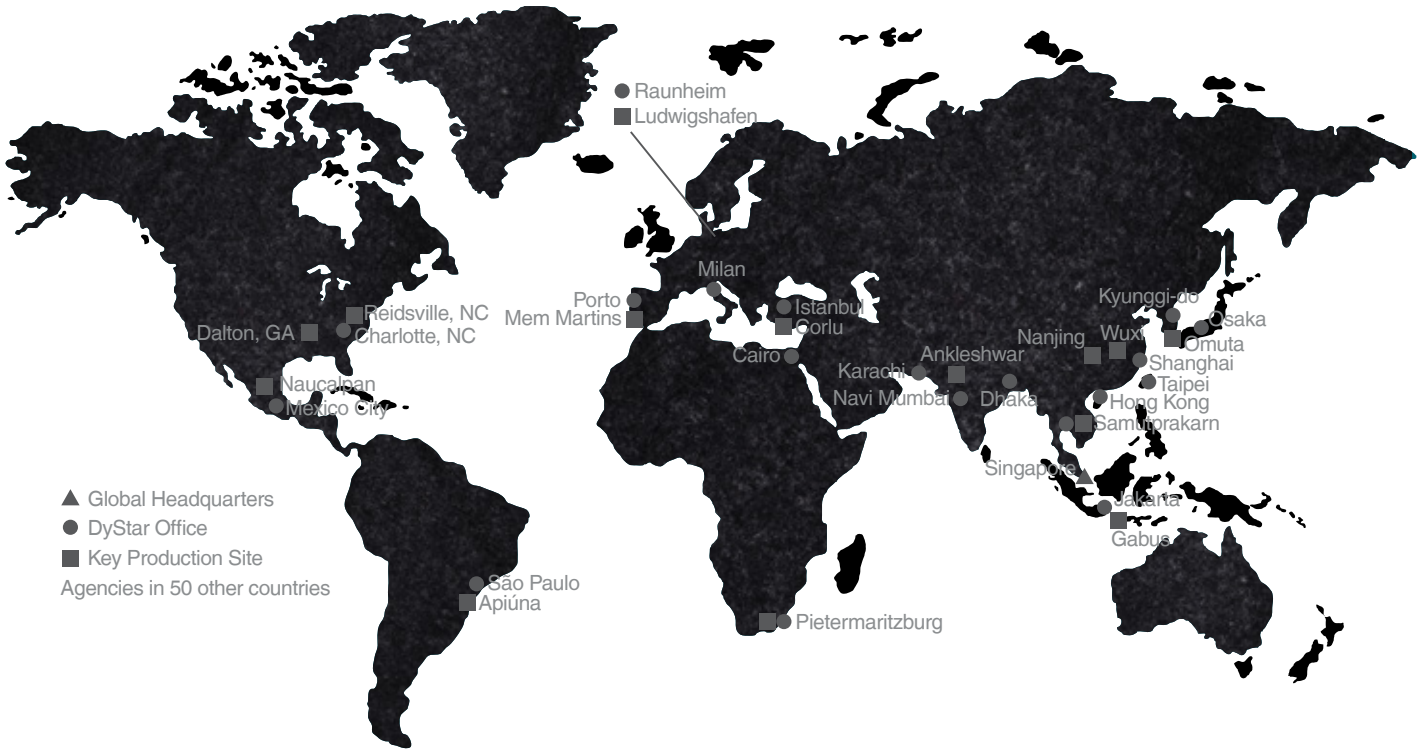 Raunheim
Ludwigshafen
Milan
Porto
Mem Martins
Istanbul
Corlu
Cairo
Reidsville, NC
Dalton, GA
Charlotte, NC
Naucalpan
Mexico City
Kyunggi-do
Osaka
Omuta
Nanjing
Wuxi
Shanghai
Ankleshwar
Karachi
Navi Mumbai
Dhaka
Taipei
Hong Kong
Samutprakarn
Singapore
Jakarta
Gabus
Global Headquarters
DyStar Office
Key Production Site
Agencies in 50 other countries
São Paulo
Apiúna
Pietermaritzburg